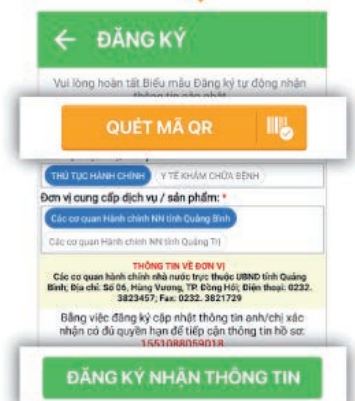 ← ĐĂNG KÝ
Vui lòng hoàn tất Biểu mẫu Đăng ký tự động nhận
thông tin cập nhật
QUÉT MÃ QR
THỦ TỤC HÀNH CHÍNH Y TẾ KHÁM CHỮA BỆNH
Đơn vị cung cấp dịch vụ / sản phẩm: *
Các cơ quan Hành chính NN tỉnh Quảng Bình
Các cơ quan Hành chính NN tỉnh Quảng Trị
THÔNG TIN VỀ ĐƠN VỊ
Các cơ quan hành chính nhà nước trực thuộc UBND tỉnh Quảng
Bình; Địa chỉ: Số 06, Hùng Vương, TP. Đồng Hới; Điện thoại: 0232.
3823457; Fax: 0232. 3821729
Bằng việc đăng ký cập nhật thông tin anh/chị xác
nhận có đủ quyền hạn để tiếp cận thông tin hồ sơ:
1551088059018
ĐĂNG KÝ NHẬN THÔNG TIN